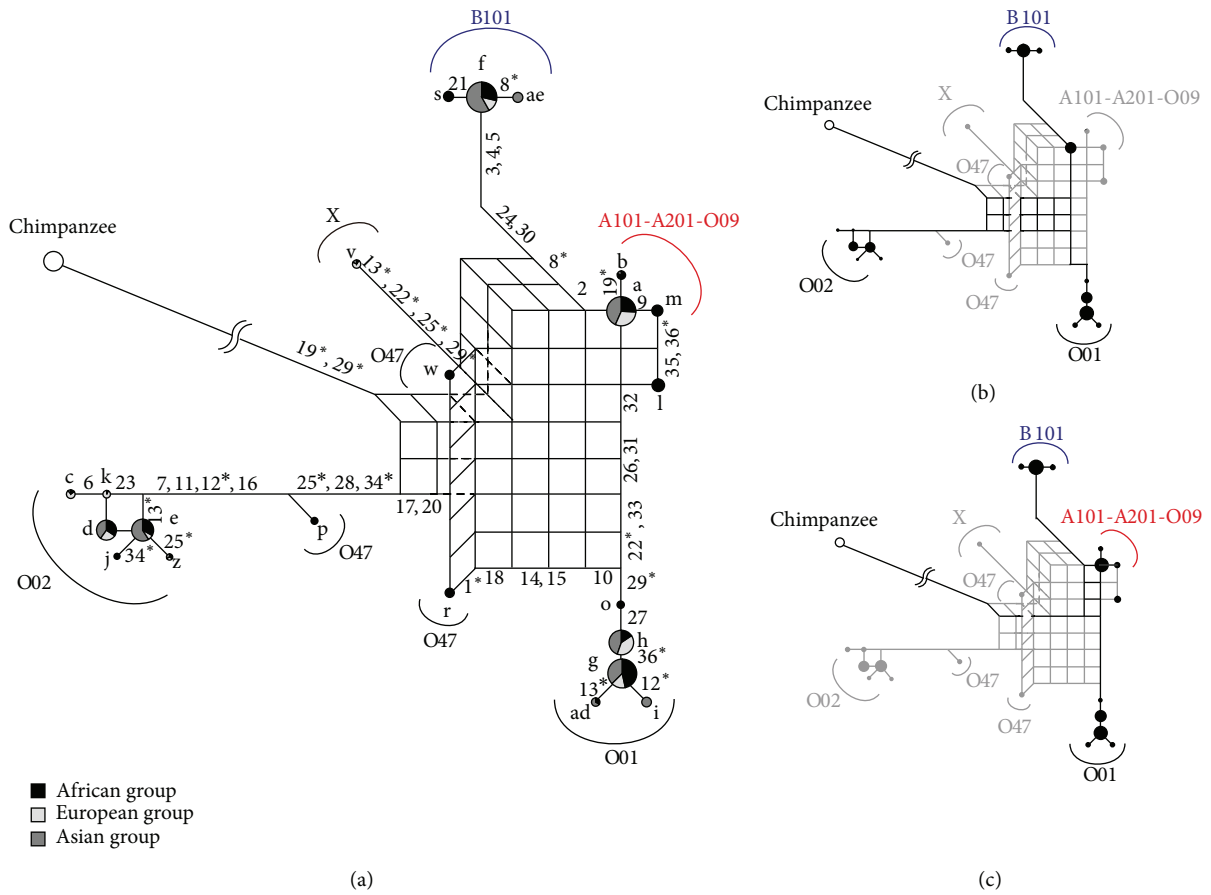 B101
f
21
8*
s
ae
3, 4, 5
24, 30
8*
2
X
v
13*, 22*, 25*, 29*
A101-A201-O09
b
19*
a
9
m
35, 36*
l
Chimpanzee
19*, 29*
O47
w
32
26, 31
22*, 33
c
6
k
23
7, 11, 12*, 16
25*, 28, 34*
17, 20
d
13*
e
j
34*
25*
z
p
O47
O02
1*
18
14, 15
10
29*
r
O47
o
27
h
36*
g
13*
12*
ad
i
O01
African group
European group
Asian group
(a)
B 101
X
A101-A201-O09
Chimpanzee
O47
O47
O02
O47
O01
(b)
B 101
Chimpanzee
X
A101-A201-O09
O47
O47
O02
O47
O01
(c)